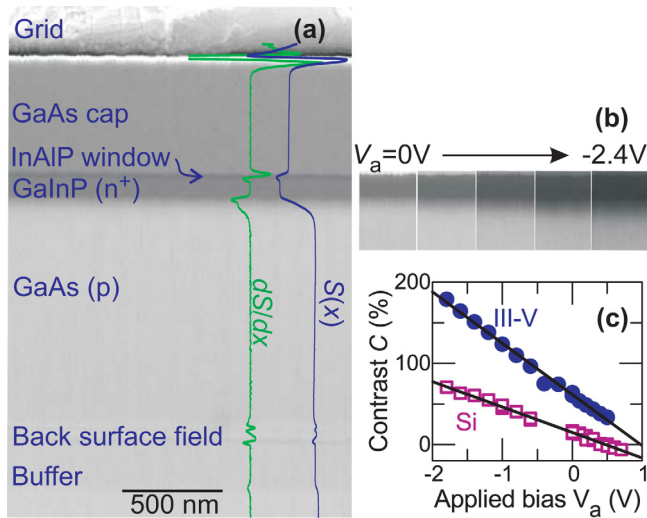 Grid
(a)
GaAs cap
InAlP window
GaInP (n⁺)
GaAs (p)
dS/dx
S(x)
Back surface field
Buffer
500 nm
(b)
Vₐ=0V
-2.4V
200
100
0
Contrast C (%)
III-V
(c)
Si
-2
-1
0
1
Applied bias Vₐ (V)